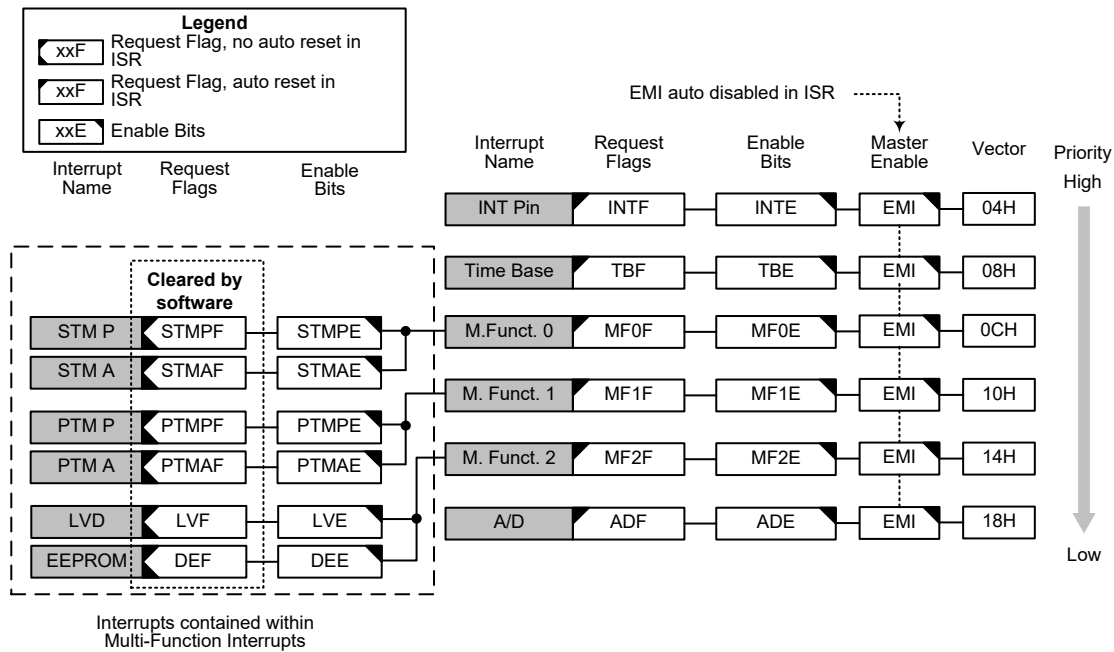 Legend
xxF Request Flag, no auto reset in
ISR
xxF Request Flag, auto reset in
ISR
xxE Enable Bits
EMI auto disabled in ISR
Interrupt
Name
Request
Flags
Enable
Bits
Interrupt
Name
Request
Flags
Enable
Bits
Master
Enable
Vector
Priority
High
INT Pin INTF INTE EMI 04H
Time Base TBF TBE EMI 08H
Cleared by
software
STM P STMPF STMPE M.Funct. 0 MF0F MF0E EMI 0CH
STM A STMAF STMAE
M. Funct. 1 MF1F MF1E EMI 10H
PTM P PTMPF PTMPE
PTM A PTMAF PTMAE M. Funct. 2 MF2F MF2E EMI 14H
LVD LVF LVE A/D ADF ADE EMI 18H
EEPROM DEF DEE
Low
Interrupts contained within
Multi-Function Interrupts